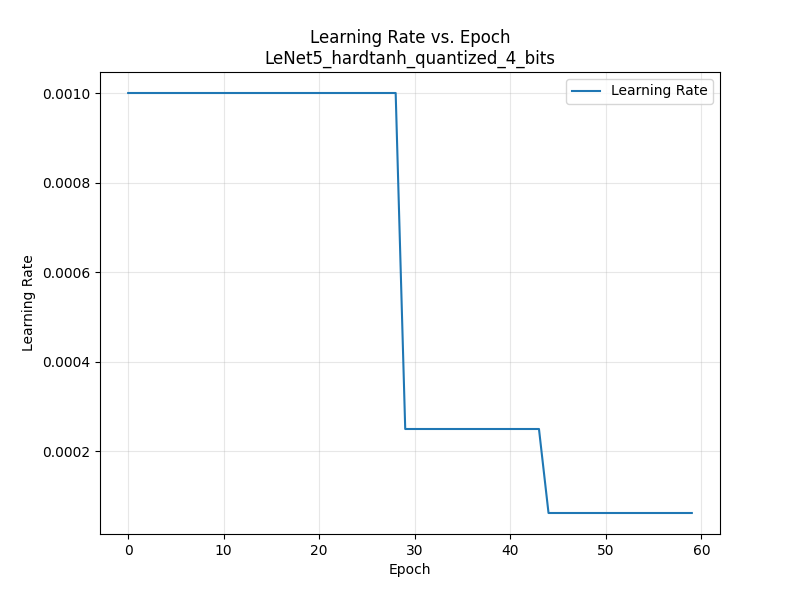 Learning Rate vs. Epoch
LeNet5_hardtanh_quantized_4_bits
Learning Rate
0.0010
0.0008
0.0006
0.0004
0.0002
Learning Rate
0 10 20 30 40 50 60
Epoch